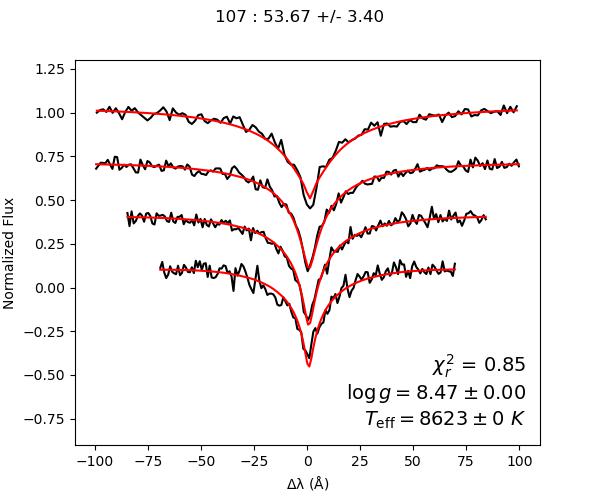 107 : 53.67 +/- 3.40
1.25
1.00
0.75
0.50
0.25
0.00
−0.25
−0.50
−0.75
Normalized Flux
χ²ᵣ = 0.85
log g = 8.47 ± 0.00
T_eff = 8623 ± 0 K
−100 −75 −50 −25 0 25 50 75 100
Δλ (Å)